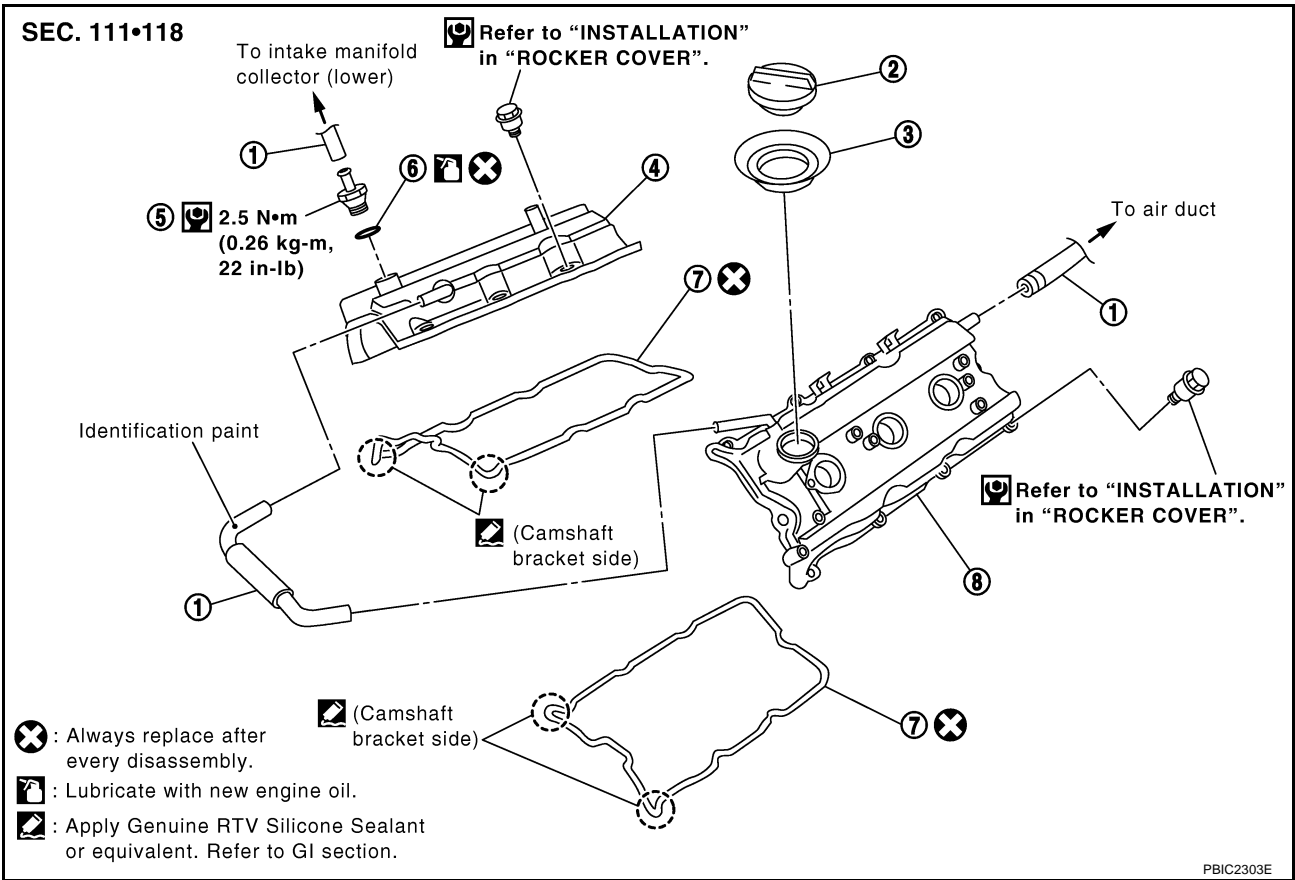 SEC. 111•118
To intake manifold
collector (lower)
Refer to “INSTALLATION”
in “ROCKER COVER”.
2
3
1
6
4
5 2.5 N•m
(0.26 kg-m,
22 in-lb)
To air duct
7
1
Identification paint
(Camshaft
bracket side)
Refer to “INSTALLATION”
in “ROCKER COVER”.
8
1
(Camshaft
bracket side)
7
: Always replace after
every disassembly.
: Lubricate with new engine oil.
: Apply Genuine RTV Silicone Sealant
or equivalent. Refer to GI section.
PBIC2303E